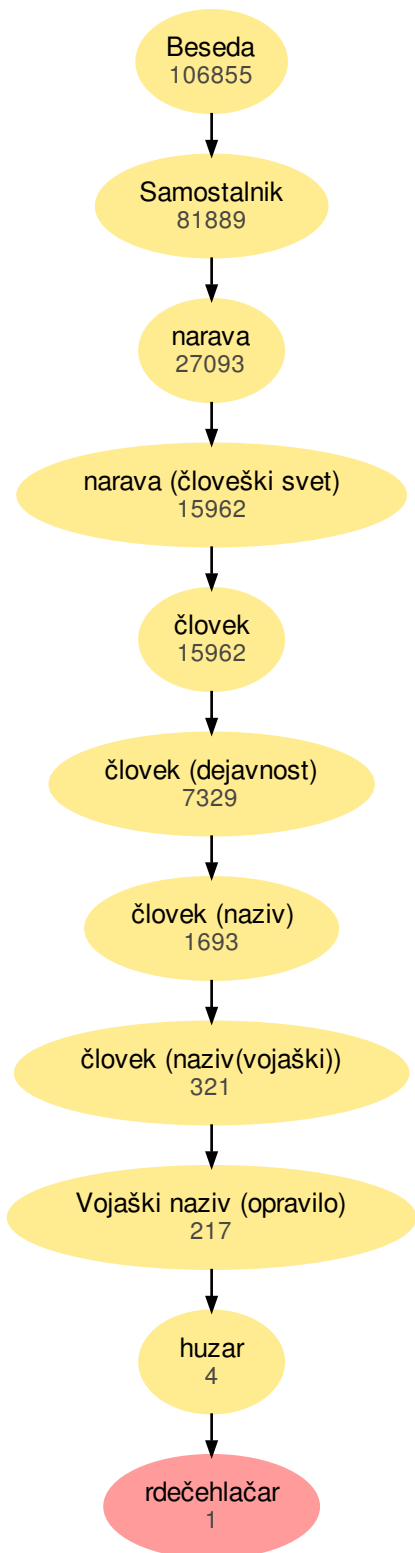 Beseda
106855
Samostalnik
81889
narava
27093
narava (človeški svet)
15962
človek
15962
človek (dejavnost)
7329
človek (naziv)
1693
človek (naziv(vojaški))
321
Vojaški naziv (opravilo)
217
huzar
4
rdečehlačar
1